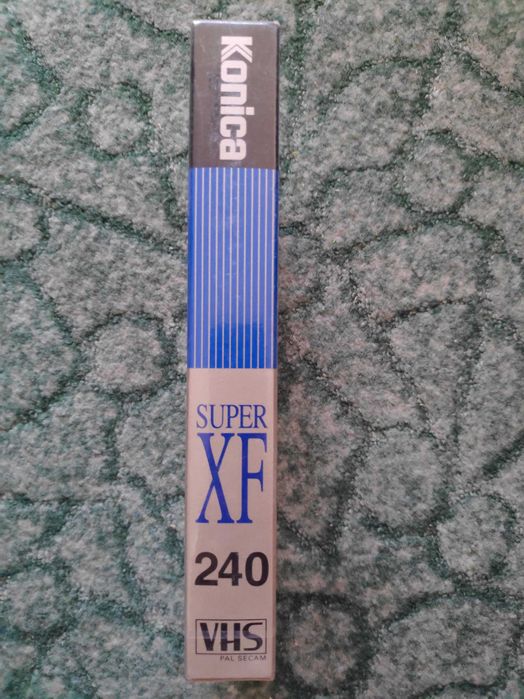 Konica
SUPER
XF
240
VHS
PAL SECAM